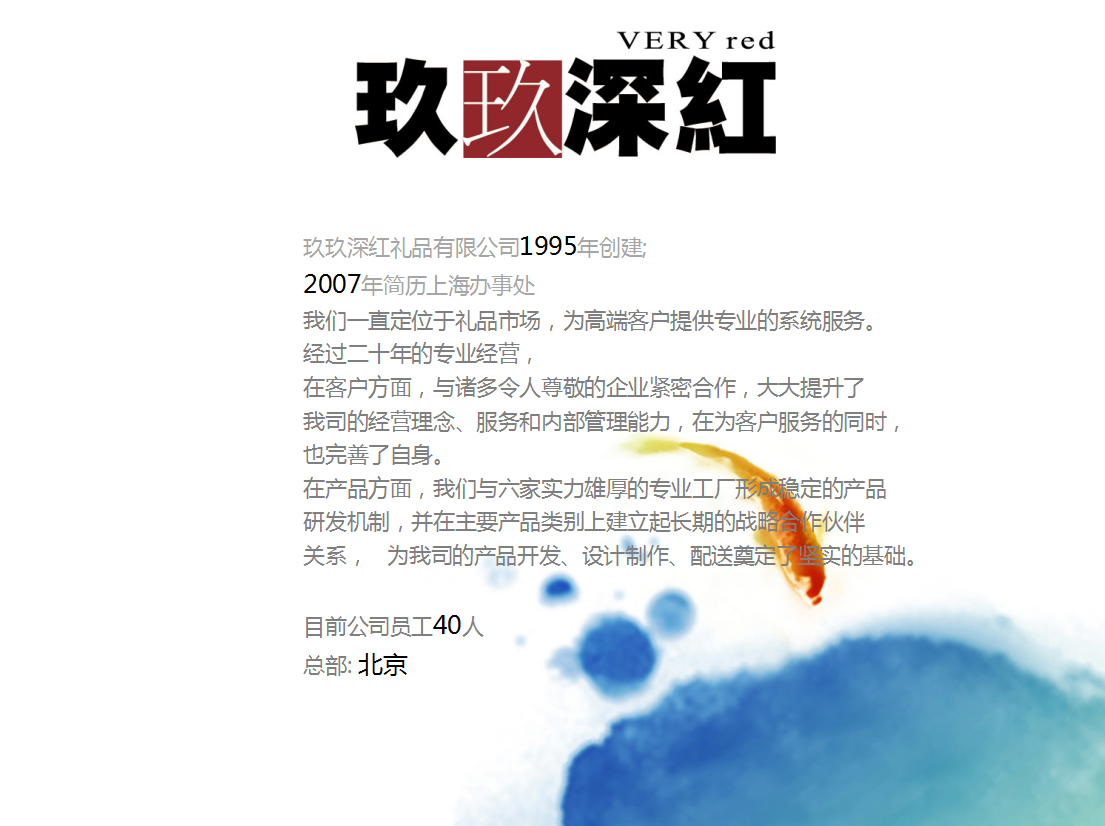 VERY red
玖玖深紅
玖玖深红礼品有限公司1995年创建;
2007年简历上海办事处
我们一直定位于礼品市场，为高端客户提供专业的系统服务。
经过二十年的专业经营，
在客户方面，与诸多令人尊敬的企业紧密合作，大大提升了
我司的经营理念、服务和内部管理能力，在为客户服务的同时，
也完善了自身。
在产品方面，我们与六家实力雄厚的专业工厂形成稳定的产品
研发机制，并在主要产品类别上建立起长期的战略合作伙伴
关系， 为我司的产品开发、设计制作、配送奠定了坚实的基础。
目前公司员工40人
总部: 北京